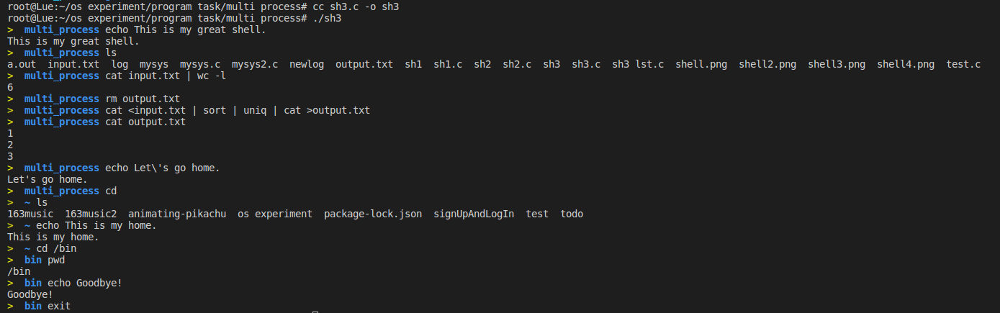 root@Lue:~/os experiment/program task/multi process# cc sh3.c -o sh3
root@Lue:~/os experiment/program task/multi process# ./sh3
> multi_process echo This is my great shell.
This is my great shell.
> multi_process ls
a.out input.txt log mysys mysys.c mysys2.c newlog output.txt sh1 sh1.c sh2 sh2.c sh3 sh3.c sh3 lst.c shell.png shell2.png shell3.png shell4.png test.c
> multi_process cat input.txt | wc -l
6
> multi_process rm output.txt
> multi_process cat <input.txt | sort | uniq | cat >output.txt
> multi_process cat output.txt
1
2
3
> multi_process echo Let\'s go home.
Let's go home.
> multi_process cd
> ~ ls
163music 163music2 animating-pikachu os experiment package-lock.json signUpAndLogIn test todo
> ~ echo This is my home.
This is my home.
> ~ cd /bin
> bin pwd
/bin
> bin echo Goodbye!
Goodbye!
> bin exit